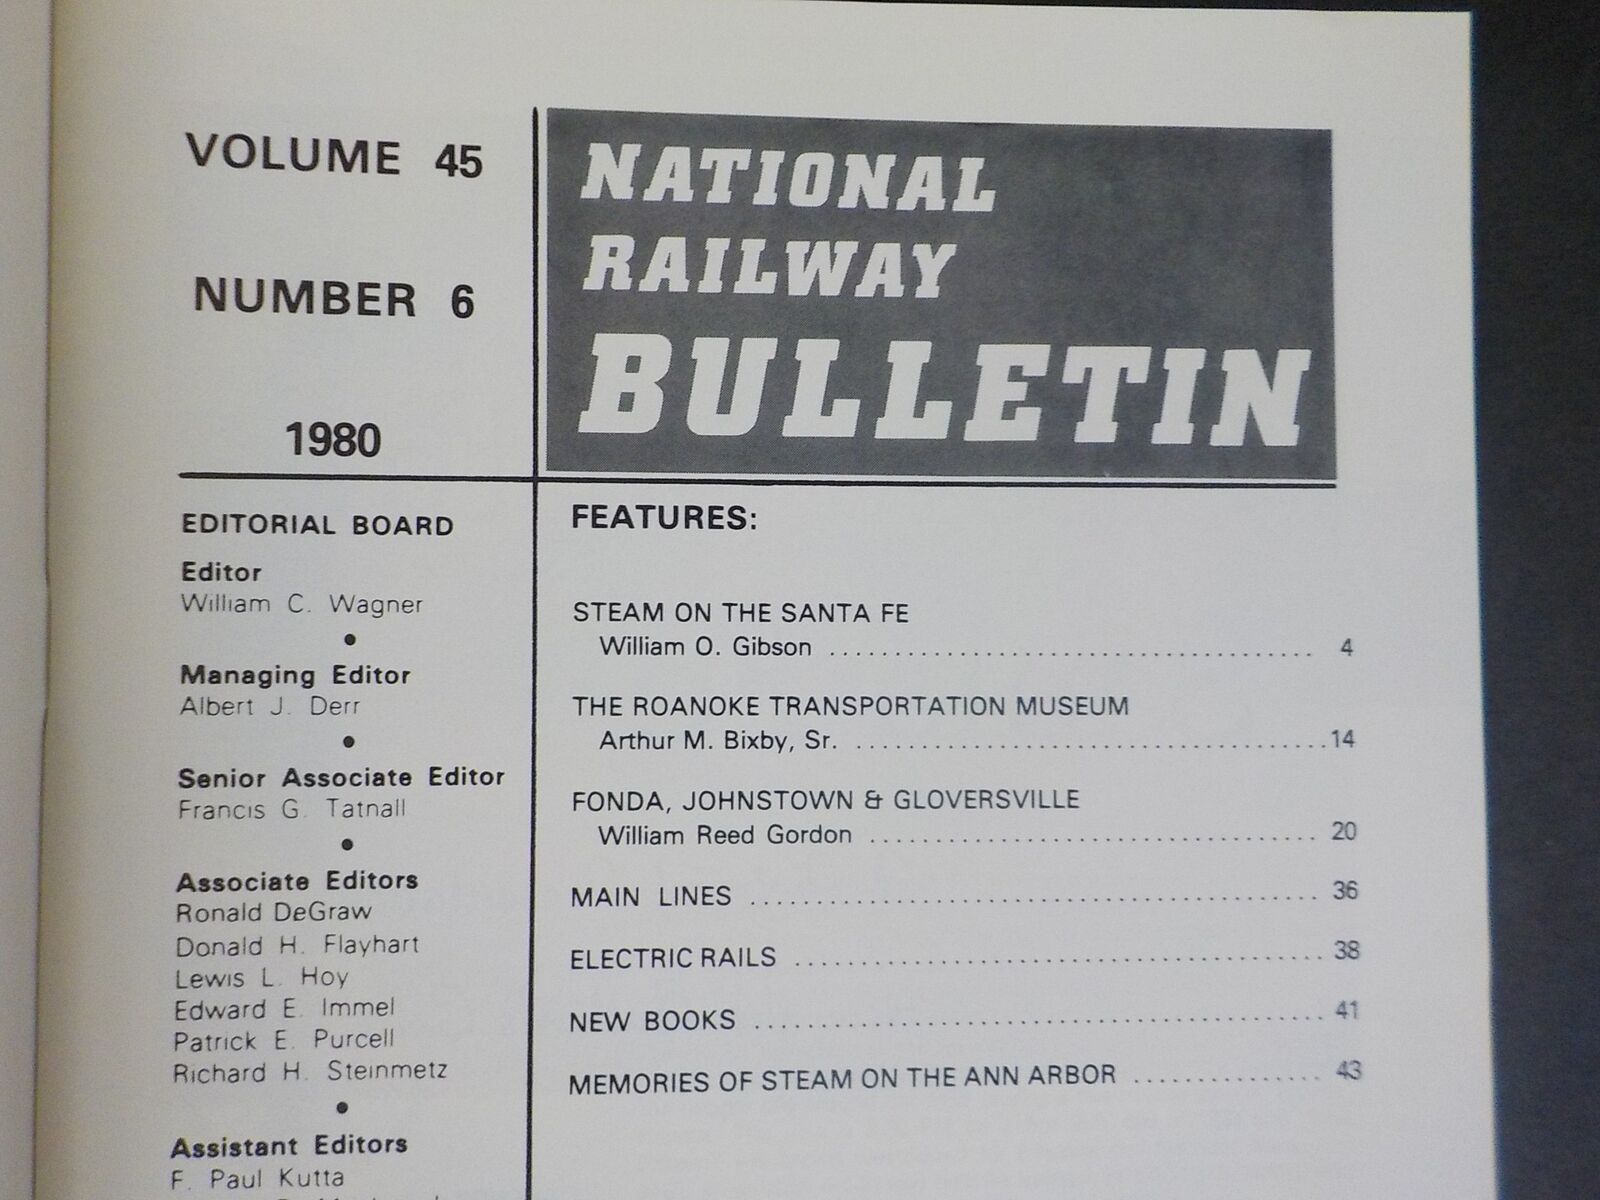 VOLUME 45
NUMBER 6
1980
NATIONAL
RAILWAY
BULLETIN
EDITORIAL BOARD
Editor
William C. Wagner
•
Managing Editor
Albert J. Derr
•
Senior Associate Editor
Francis G. Tatnall
•
Associate Editors
Ronald DeGraw
Donald H. Flayhart
Lewis L. Hoy
Edward E. Immel
Patrick E. Purcell
Richard H. Steinmetz
•
Assistant Editors
F. Paul Kutta
FEATURES:
STEAM ON THE SANTA FE
William O. Gibson ..................................... 4
THE ROANOKE TRANSPORTATION MUSEUM
Arthur M. Bixby, Sr. ....................................14
FONDA, JOHNSTOWN & GLOVERSVILLE
William Reed Gordon .................................. 20
MAIN LINES ............................................ 36
ELECTRIC RAILS ........................................ 38
NEW BOOKS ............................................ 41
MEMORIES OF STEAM ON THE ANN ARBOR ............... 43